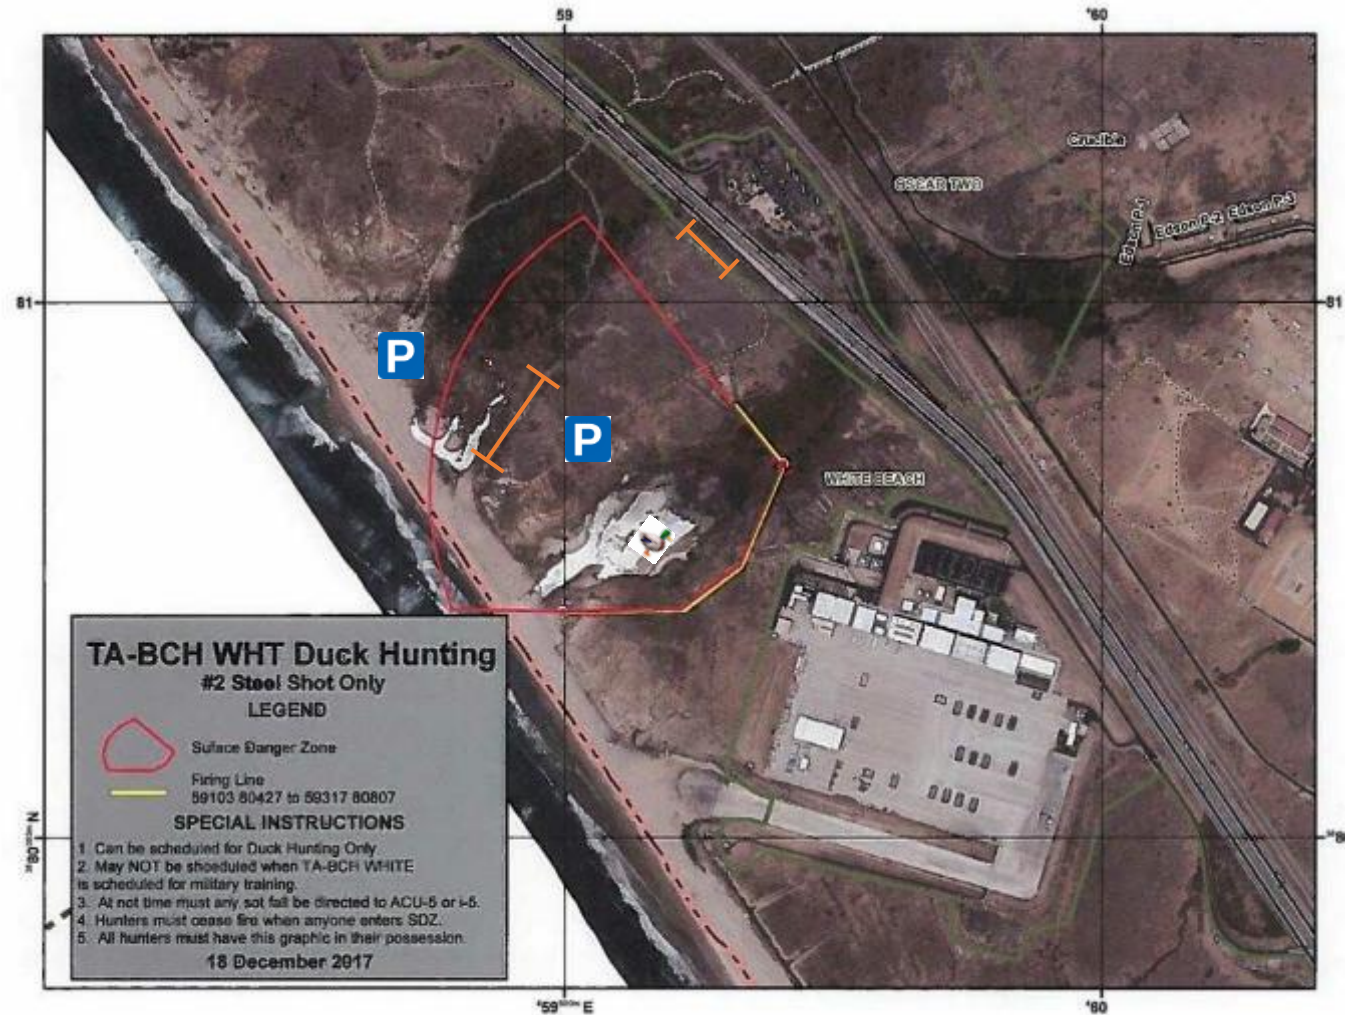 59
⁴60
Crucible
OSCAR TWO
Edson P-1
Edson P-2
Edson P-3
81
81
P
P
WHITE BEACH
TA-BCH WHT Duck Hunting
#2 Steel Shot Only
LEGEND
Suface Danger Zone
Firing Line
59103 80427 to 59317 80807
SPECIAL INSTRUCTIONS
1 Can be scheduled for Duck Hunting Only
2. May NOT be shoeduled when TA-BCH WHITE
is scheduled for military training.
3. At not time must any sot fall be directed to ACU-5 or i-5.
4. Hunters must cease fire when anyone enters SDZ.
5. All hunters must have this graphic in their possession.
18 December 2017
⁴59⁰⁰⁰ᵐ E
⁴60